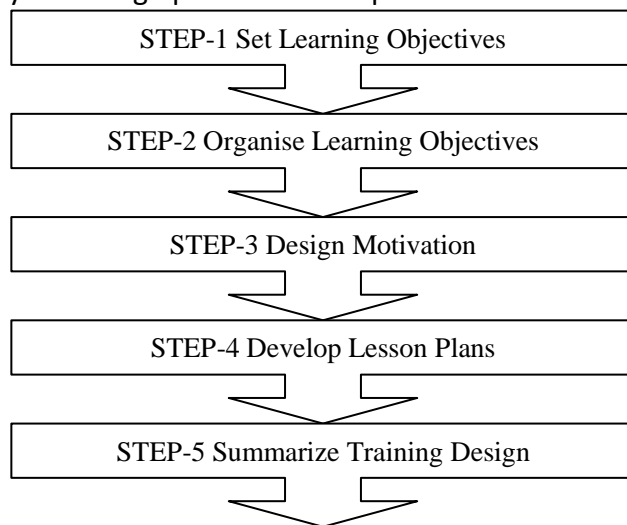 STEP-1 Set Learning Objectives
STEP-2 Organise Learning Objectives
STEP-3 Design Motivation
STEP-4 Develop Lesson Plans
STEP-5 Summarize Training Design